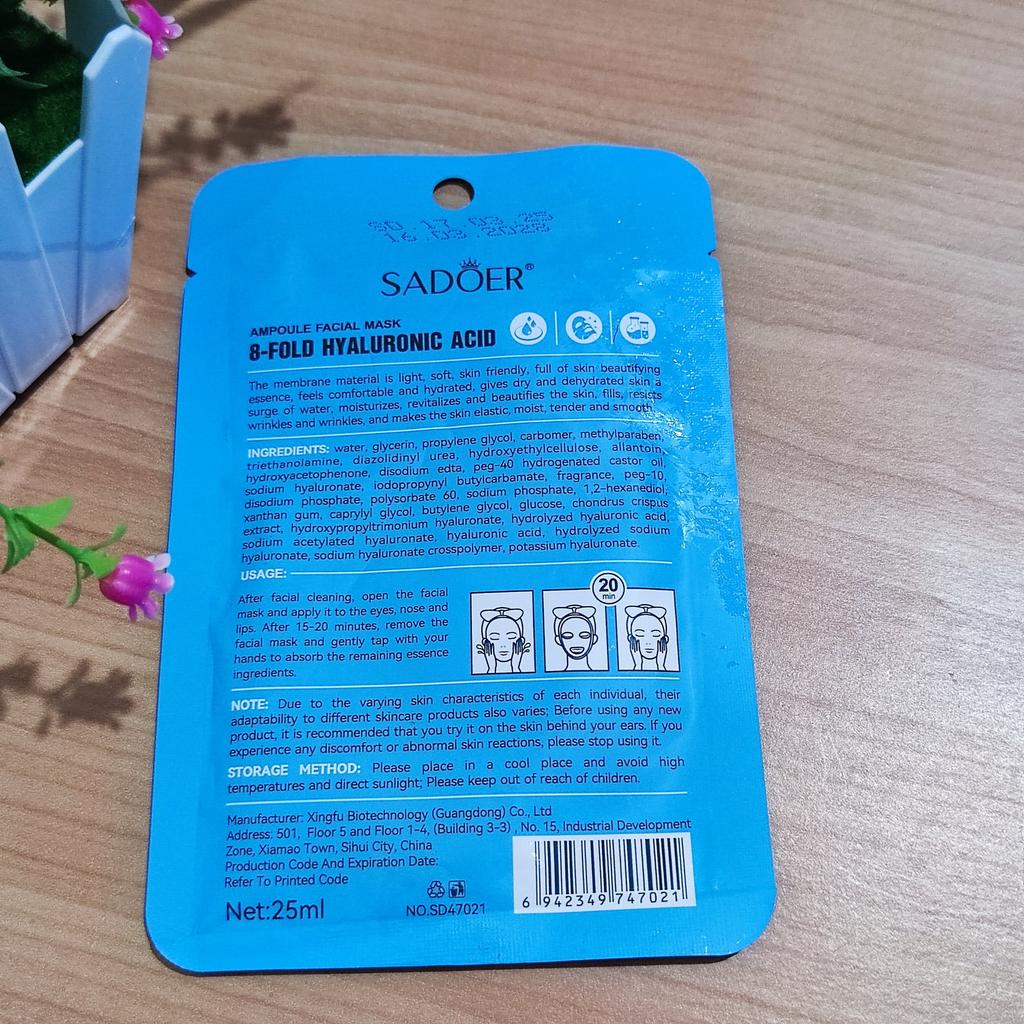 SD.17.03.25
16.03.2028
SADOER®
AMPOULE FACIAL MASK
8-FOLD HYALURONIC ACID
The membrane material is light, soft, skin friendly, full of skin beautifying
essence, feels comfortable and hydrated, gives dry and dehydrated skin a
surge of water, moisturizes, revitalizes and beautifies the skin, fills, resists
wrinkles and wrinkles, and makes the skin elastic, moist, tender and smooth.
INGREDIENTS: water, glycerin, propylene glycol, carbomer, methylparaben,
triethanolamine, diazolidinyl urea, hydroxyethylcellulose, allantoin,
hydroxyacetophenone, disodium edta, peg-40 hydrogenated castor oil,
sodium hyaluronate, iodopropynyl butylcarbamate, fragrance, peg-10,
disodium phosphate, polysorbate 60, sodium phosphate, 1,2-hexanediol,
xanthan gum, caprylyl glycol, butylene glycol, glucose, chondrus crispus
extract, hydroxypropyltrimonium hyaluronate, hydrolyzed hyaluronic acid,
sodium acetylated hyaluronate, hyaluronic acid, hydrolyzed sodium
hyaluronate, sodium hyaluronate crosspolymer, potassium hyaluronate.
USAGE:
After facial cleaning, open the facial
mask and apply it to the eyes, nose and
lips. After 15-20 minutes, remove the
facial mask and gently tap with your
hands to absorb the remaining essence
ingredients.
20
min
NOTE: Due to the varying skin characteristics of each individual, their
adaptability to different skincare products also varies; Before using any new
product, it is recommended that you try it on the skin behind your ears. If you
experience any discomfort or abnormal skin reactions, please stop using it.
STORAGE METHOD: Please place in a cool place and avoid high
temperatures and direct sunlight; Please keep out of reach of children.
Manufacturer: Xingfu Biotechnology (Guangdong) Co., Ltd
Address: 501, Floor 5 and Floor 1-4, (Building 3-3) , No. 15, Industrial Development
Zone, Xiamao Town, Sihui City, China
Production Code And Expiration Date:
Refer To Printed Code
Net:25ml
NO.SD47021
6 942349 747021